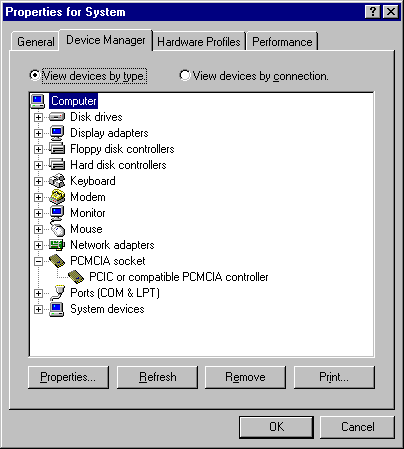 Properties for System
General Device Manager Hardware Profiles Performance
View devices by type. View devices by connection.
Computer
Disk drives
Display adapters
Floppy disk controllers
Hard disk controllers
Keyboard
Modem
Monitor
Mouse
Network adapters
PCMCIA socket
PCIC or compatible PCMCIA controller
Ports (COM & LPT)
System devices
Properties... Refresh Remove Print...
OK Cancel